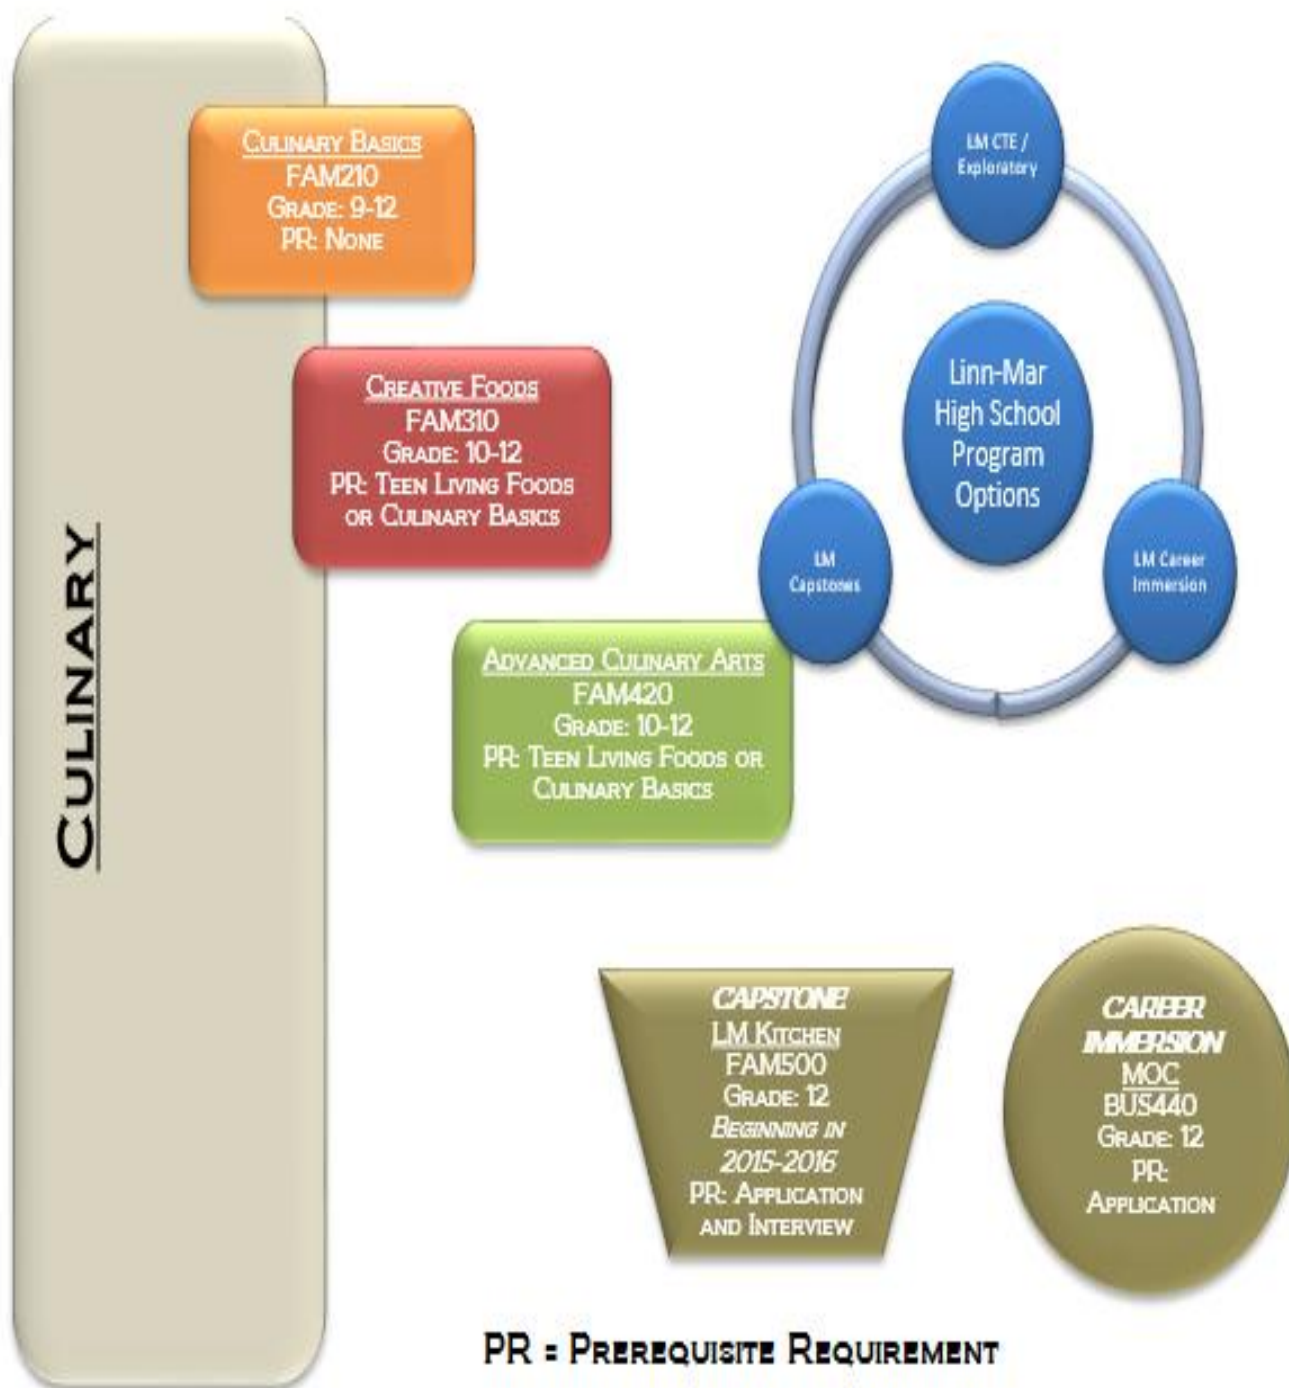 CULINARY
CULINARY BASICS
FAM210
GRADE: 9-12
PR: NONE
CREATIVE FOODS
FAM310
GRADE: 10-12
PR: TEEN LIVING FOODS
OR CULINARY BASICS
ADVANCED CULINARY ARTS
FAM420
GRADE: 10-12
PR: TEEN LIVING FOODS OR
CULINARY BASICS
LM CTE /
Exploratory
Linn-Mar
High School
Program
Options
LM
Capstones
LM Career
Immersion
CAPSTONE
LM KITCHEN
FAM500
GRADE: 12
BEGINNING IN
2015-2016
PR: APPLICATION
AND INTERVIEW
CAREER
IMMERSION
MOC
BUS440
GRADE: 12
PR:
APPLICATION
PR = PREREQUISITE REQUIREMENT